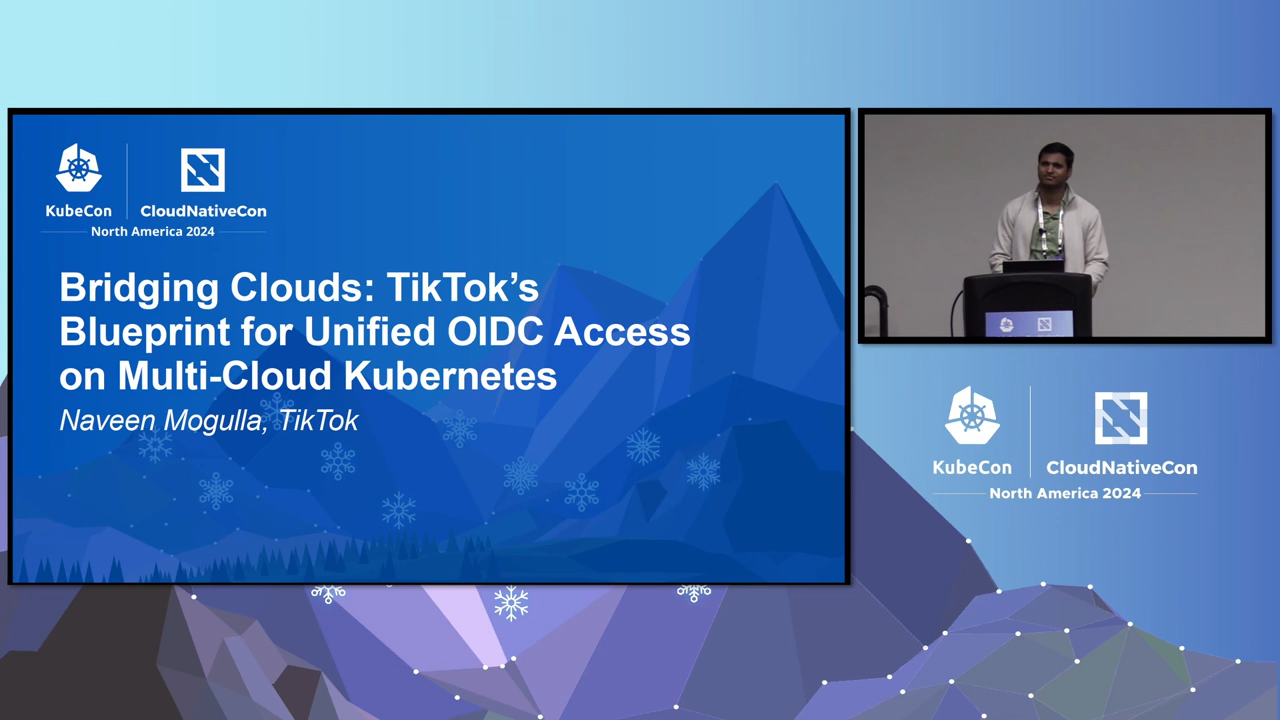 KubeCon
CloudNativeCon
North America 2024
Bridging Clouds: TikTok’s
Blueprint for Unified OIDC Access
on Multi-Cloud Kubernetes
Naveen Mogulla, TikTok
KubeCon
CloudNativeCon
North America 2024